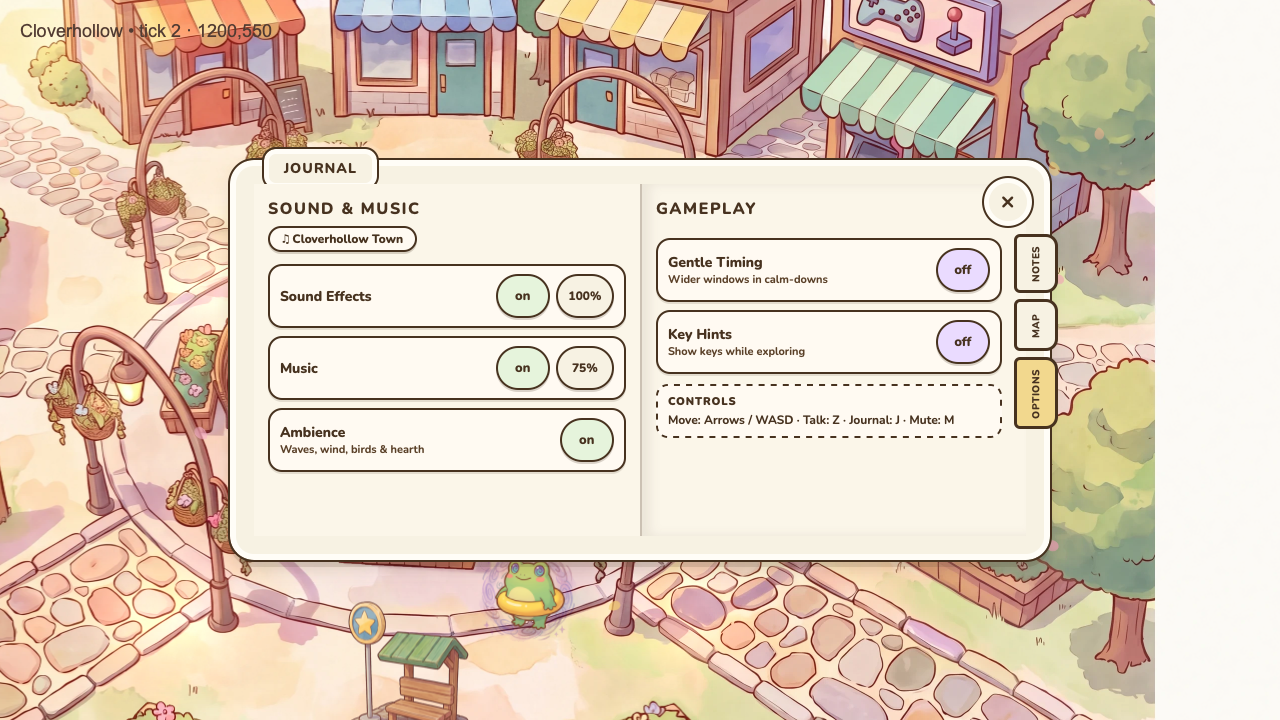 Cloverhollow • tick 2 · 1200,550
JOURNAL
SOUND & MUSIC
♫ Cloverhollow Town
Sound Effects
on
100%
Music
on
75%
Ambience
Waves, wind, birds & hearth
on
GAMEPLAY
✕
Gentle Timing
Wider windows in calm-downs
off
Key Hints
Show keys while exploring
off
CONTROLS
Move: Arrows / WASD · Talk: Z · Journal: J · Mute: M
NOTES
MAP
OPTIONS